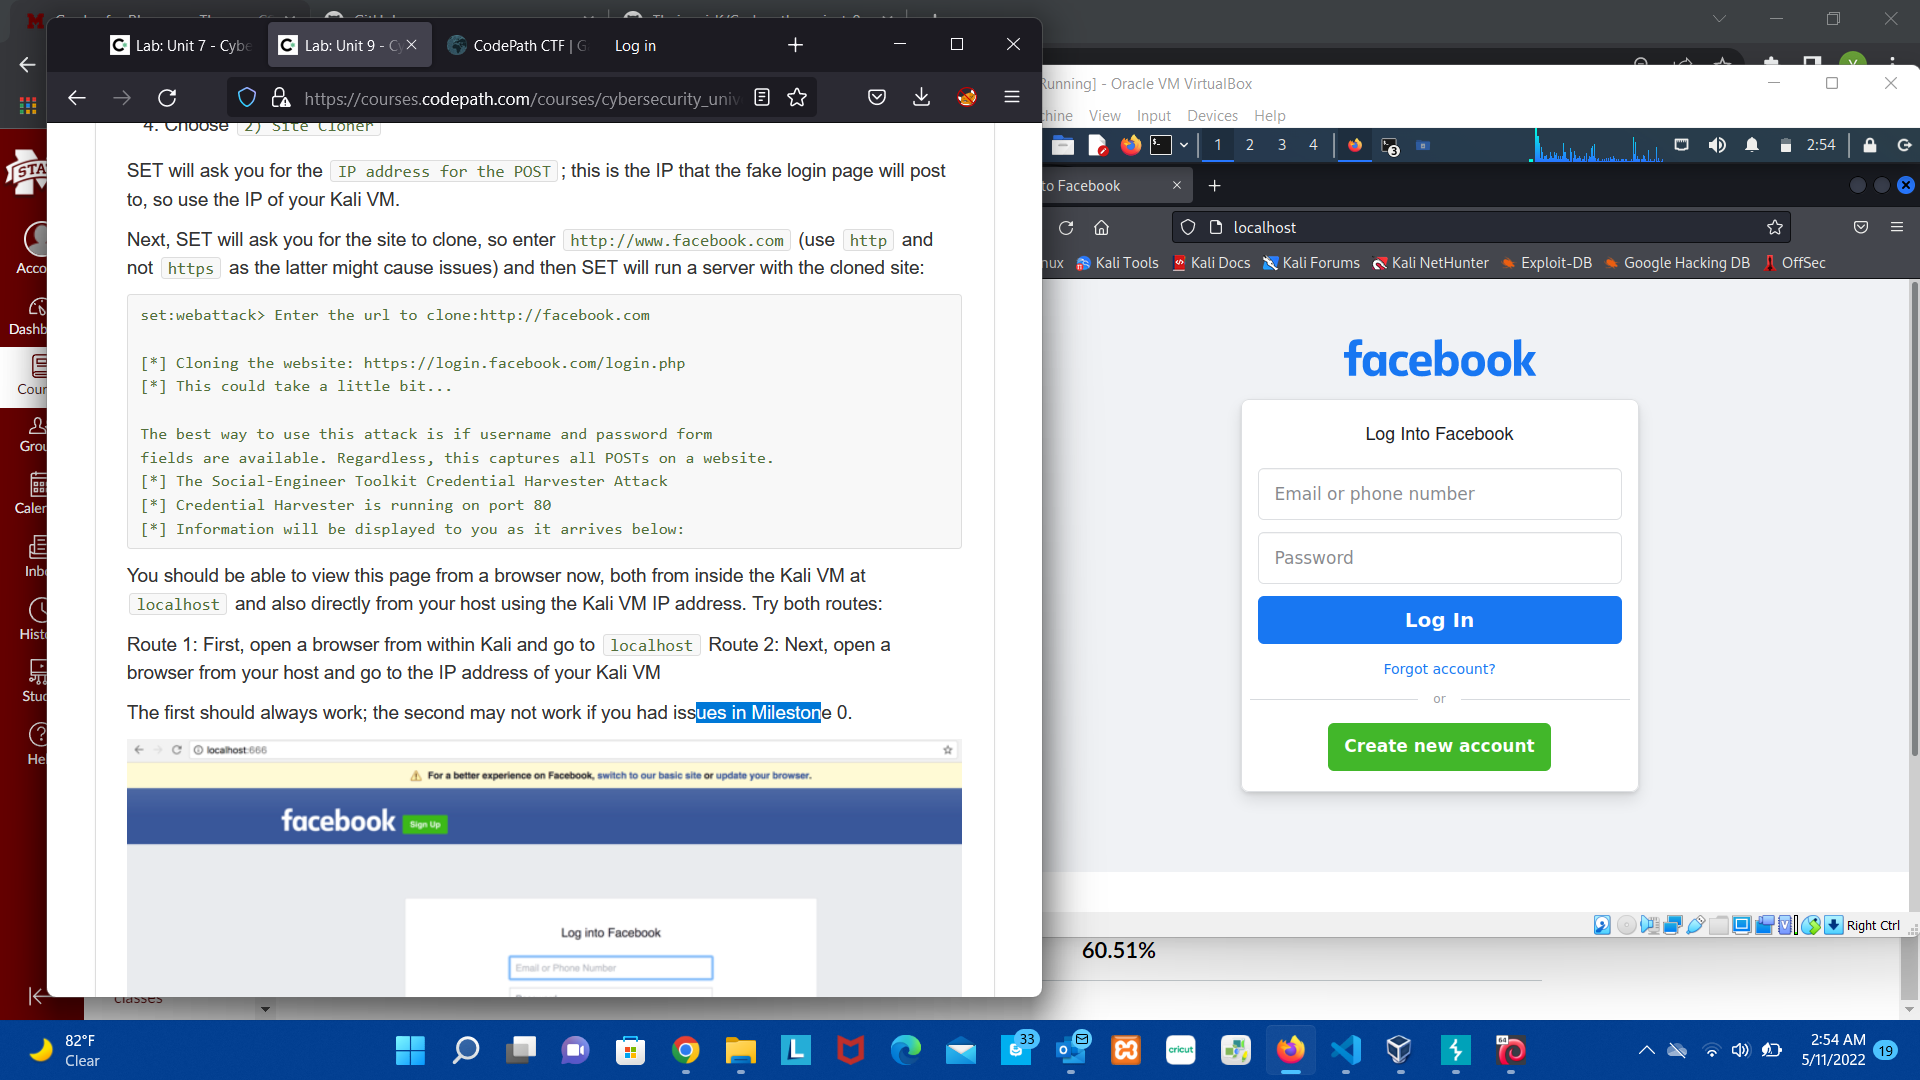 Lab: Unit 7 - Cybe
Lab: Unit 9 - Cy
CodePath CTF | G
Log in
https://courses.codepath.com/courses/cybersecurity_univ
4. Choose 2) Site Cloner
SET will ask you for the IP address for the POST ; this is the IP that the fake login page will post
to, so use the IP of your Kali VM.
Next, SET will ask you for the site to clone, so enter http://www.facebook.com (use http and
not https as the latter might cause issues) and then SET will run a server with the cloned site:
set:webattack> Enter the url to clone:http://facebook.com
[*] Cloning the website: https://login.facebook.com/login.php
[*] This could take a little bit...
The best way to use this attack is if username and password form
fields are available. Regardless, this captures all POSTs on a website.
[*] The Social-Engineer Toolkit Credential Harvester Attack
[*] Credential Harvester is running on port 80
[*] Information will be displayed to you as it arrives below:
You should be able to view this page from a browser now, both from inside the Kali VM at
localhost and also directly from your host using the Kali VM IP address. Try both routes:
Route 1: First, open a browser from within Kali and go to localhost Route 2: Next, open a
browser from your host and go to the IP address of your Kali VM
The first should always work; the second may not work if you had issues in Milestone 0.
localhost:666
For a better experience on Facebook, switch to our basic site or update your browser.
facebook Sign Up
Log into Facebook
Email or Phone Number
STAT
Acco
Dashb
Cour
Grou
Calen
Inb
Histo
Stuc
Hel
classes
Running] - Oracle VM VirtualBox
chine View Input Devices Help
1 2 3 4
3
2:54
to Facebook
localhost
nux Kali Tools Kali Docs Kali Forums Kali NetHunter Exploit-DB Google Hacking DB OffSec
facebook
Log Into Facebook
Email or phone number
Password
Log In
Forgot account?
or
Create new account
Right Ctrl
60.51%
82°F
Clear
L
33
cricut
64
2:54 AM
5/11/2022
19